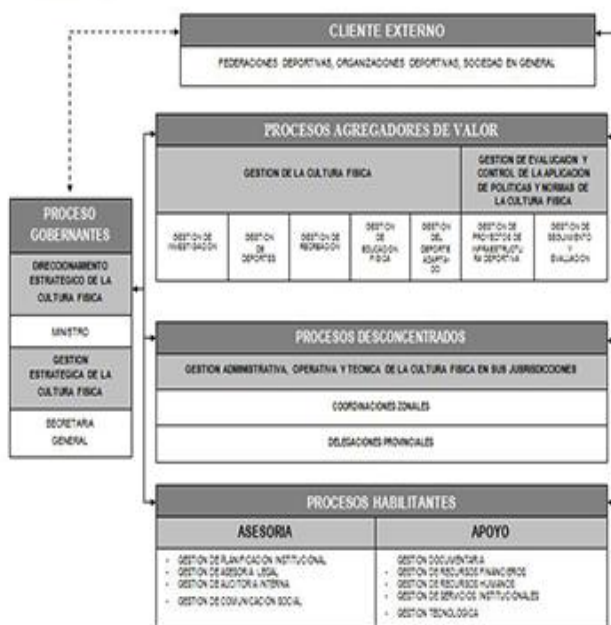 CLIENTE EXTERNO
FEDERACIONES DEPORTIVAS, ORGANIZACIONES DEPORTIVAS, SOCIEDAD EN GENERAL
PROCESO
GOBERNANTES
DIRECCIONAMIENTO
ESTRATEGICO DE LA
CULTURA FISICA
MINISTRO
GESTION
ESTRATEGICA DE LA
CULTURA FISICA
SECRETARIA
GENERAL
PROCESOS AGREGADORES DE VALOR
GESTION DE LA CULTURA FISICA
GESTION DE EVALUCAION Y
CONTROL DE LA APLICACIÓN
DE POLITICAS Y NORMAS DE
LA CULTURA FISICA
GESTION DE
INVESTIGACION
GESTION
DE
DEPORTES
GESTION DE
RECREACION
GESTION
DE
EDUCACION
FISICA
GESTION
DEL
DEPORTE
ADAPTA-
DO
GESTION DE
PROYECTOS DE
INFRAESTRUCTU
RA DEPORTIVA
GESTION DE
SEGUIMIENTO
Y
EVALUACION
PROCESOS DESCONCENTRADOS
GESTION ADMINISTRATIVA, OPERATIVA Y TECNICA DE LA CULTURA FISICA EN SUS JURISDICCIONES
COORDINACIONES ZONALES
DELEGACIONES PROVINCIALES
PROCESOS HABILITANTES
ASESORIA
- GESTION DE PLANIFICACION INSTITUCIONAL
- GESTION DE ASESORIA LEGAL
- GESTION DE AUDITORIA INTERNA
- GESTION DE COMUNICACIÓN SOCIAL
APOYO
- GESTION DOCUMENTARIA
- GESTION DE RECURSOS FINANCIEROS
- GESTION DE RECURSOS HUMANOS
- GESTION DE SERVICIOS INSTITUCIONALES
- GESTION TECNOLOGICA